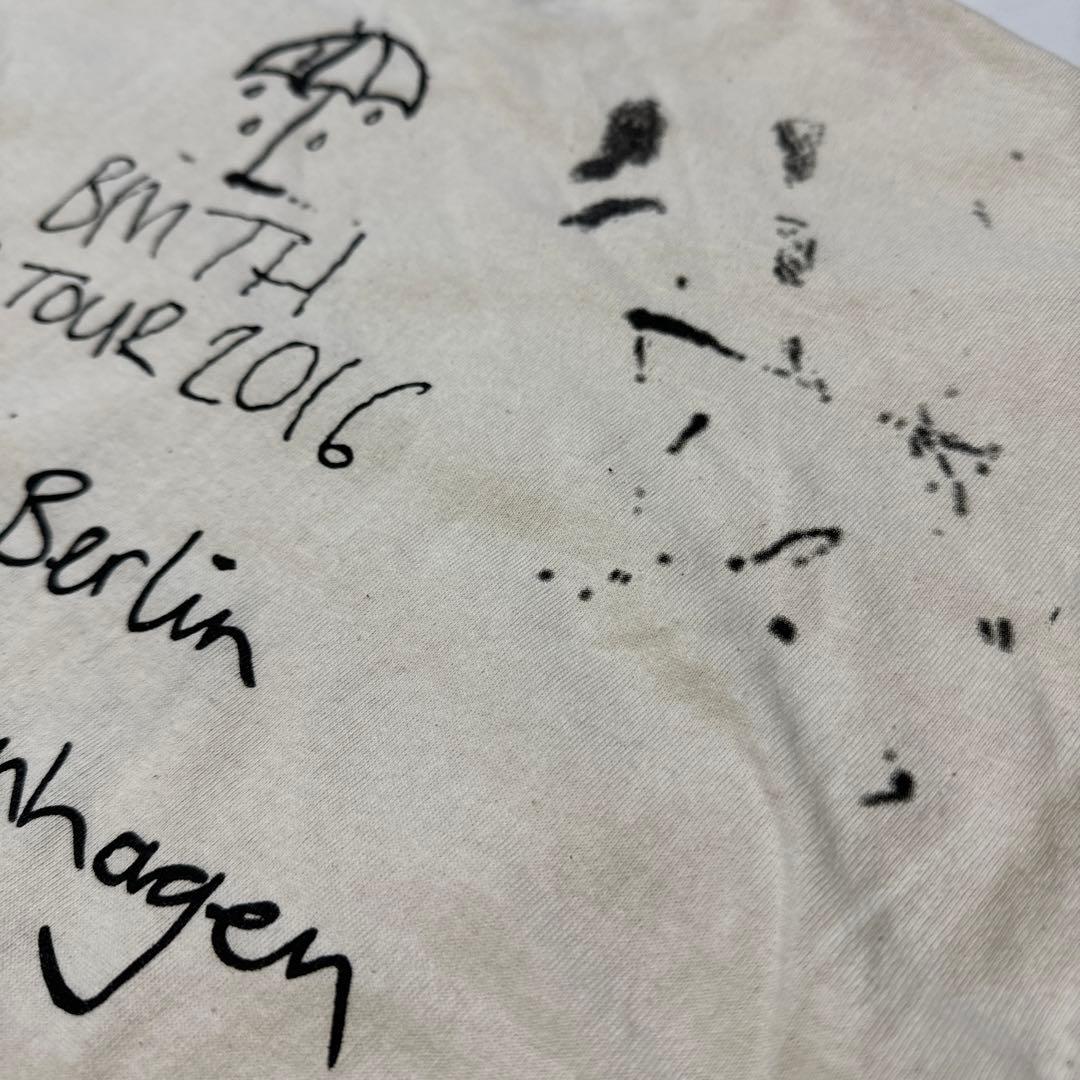 BMTH
TOUR 2016
Berlin
nhagen